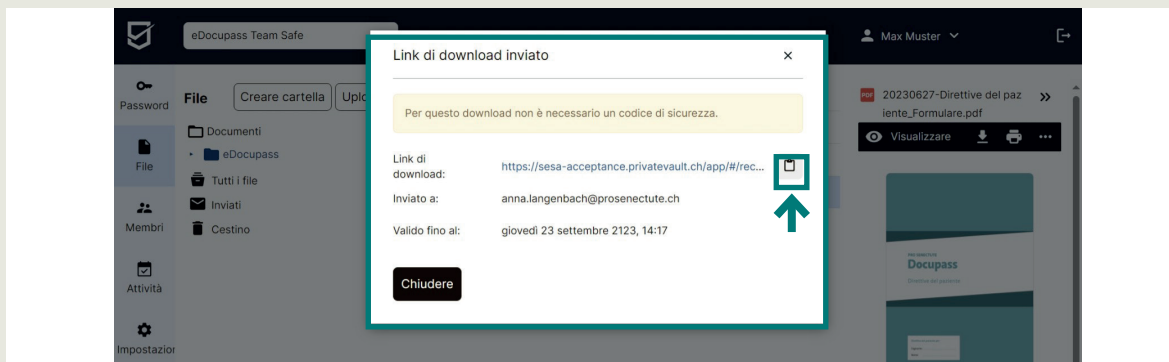 eDocupass Team Safe
Max Muster
Link di download inviato
Password
File
Creare cartella
Per questo download non è necessario un codice di sicurezza.
20230627-Direttive del paz
iente_Formulare.pdf
Visualizzare
Documenti
eDocupass
File
Tutti i file
Inviati
Cestino
Membri
Attività
Impostazion
Link di
download:
https://sesa-acceptance.privatevault.ch/app/#/rec...
Inviato a:
anna.langenbach@prosenectute.ch
Valido fino al:
giovedì 23 settembre 2123, 14:17
Chiudere
PDF
Docupass